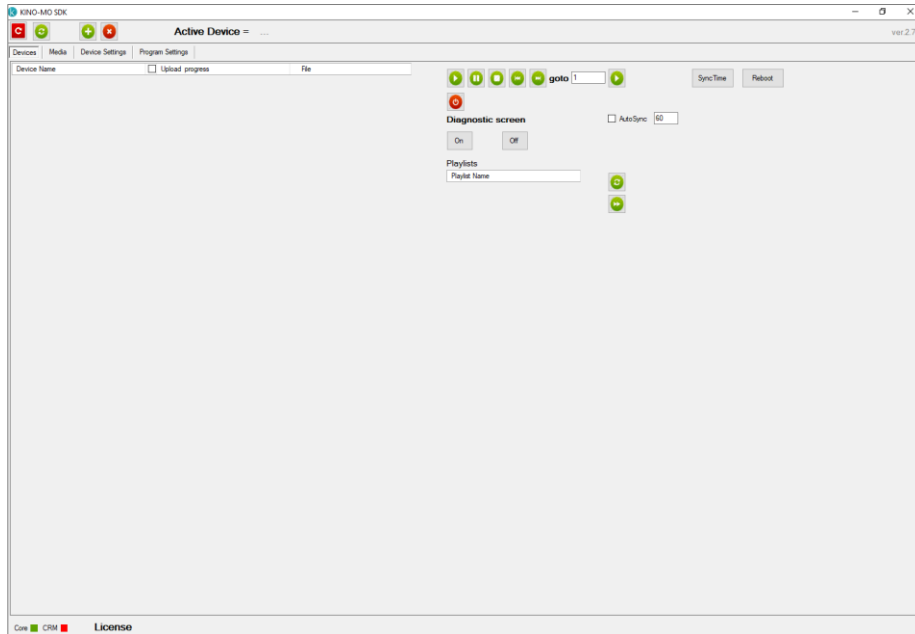 KINO-MO SDK
Active Device = ...
ver.2.7
Devices Media Device Settings Program Settings
Device Name Upload progress File
goto 1 SyncTime Reboot
Diagnostic screen AutoSync 60
On Off
Playlists
Playlist Name
Core CRM License